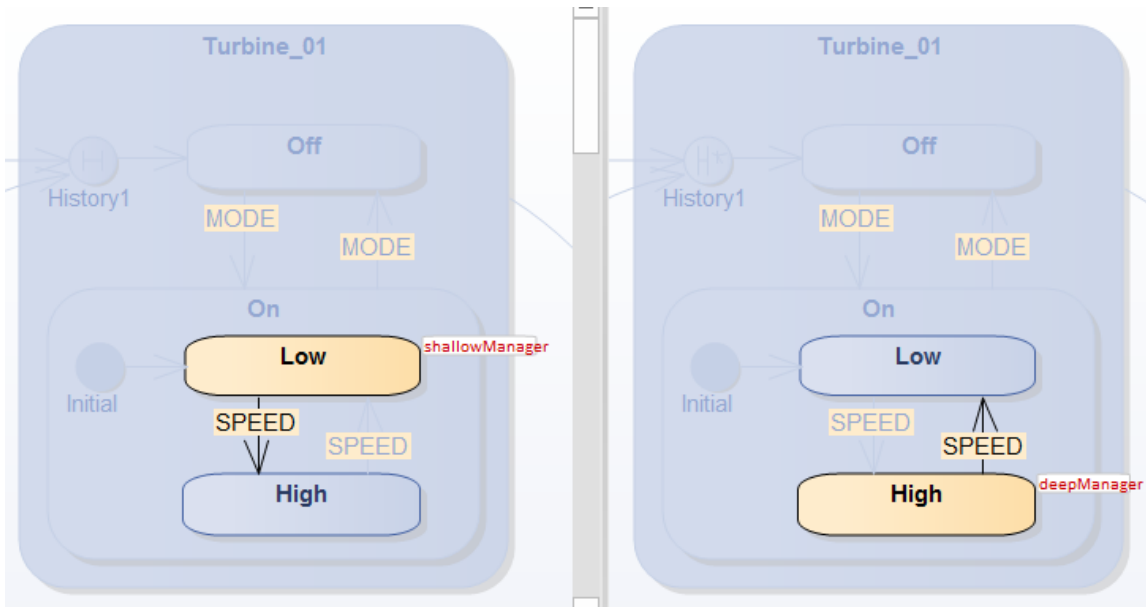 Turbine_01
Off
H
History1
MODE
MODE
On
Low
shallowManager
Initial
SPEED
SPEED
High
Turbine_01
Off
H*
History1
MODE
MODE
On
Low
Initial
SPEED
SPEED
High
deepManager